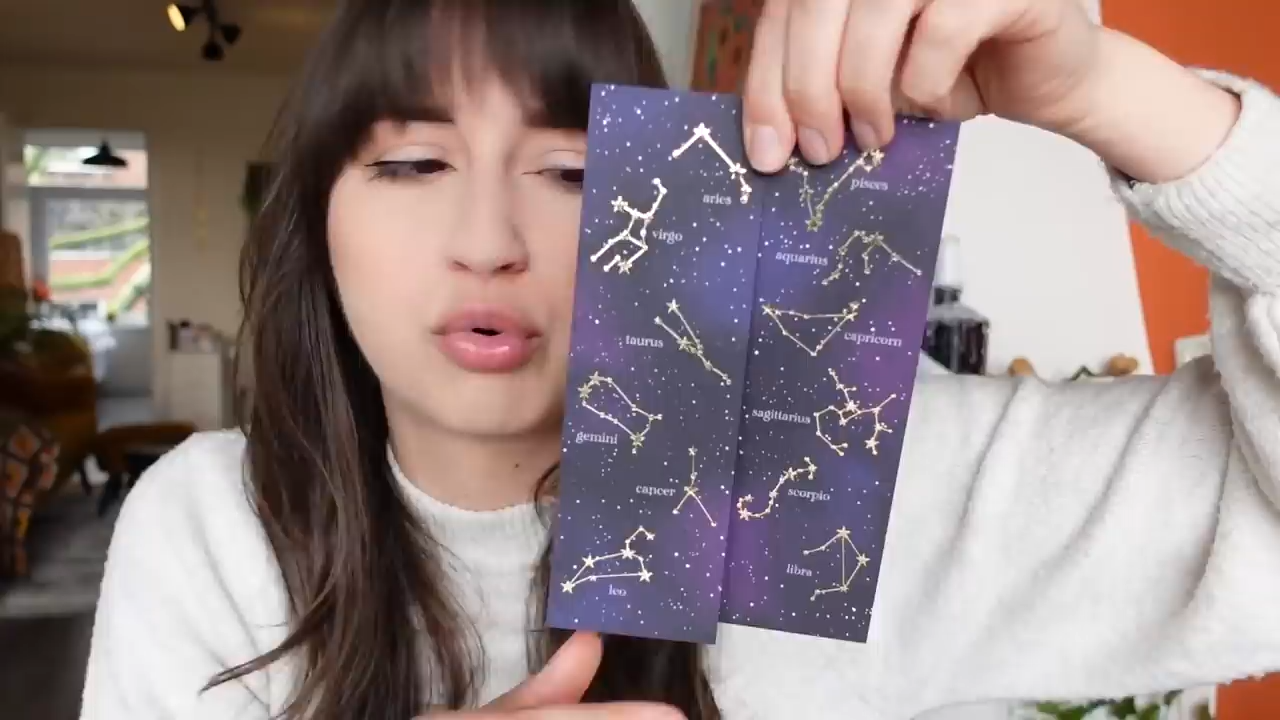 aries
virgo
taurus
gemini
cancer
leo
pisces
aquarius
capricorn
sagittarius
scorpio
libra